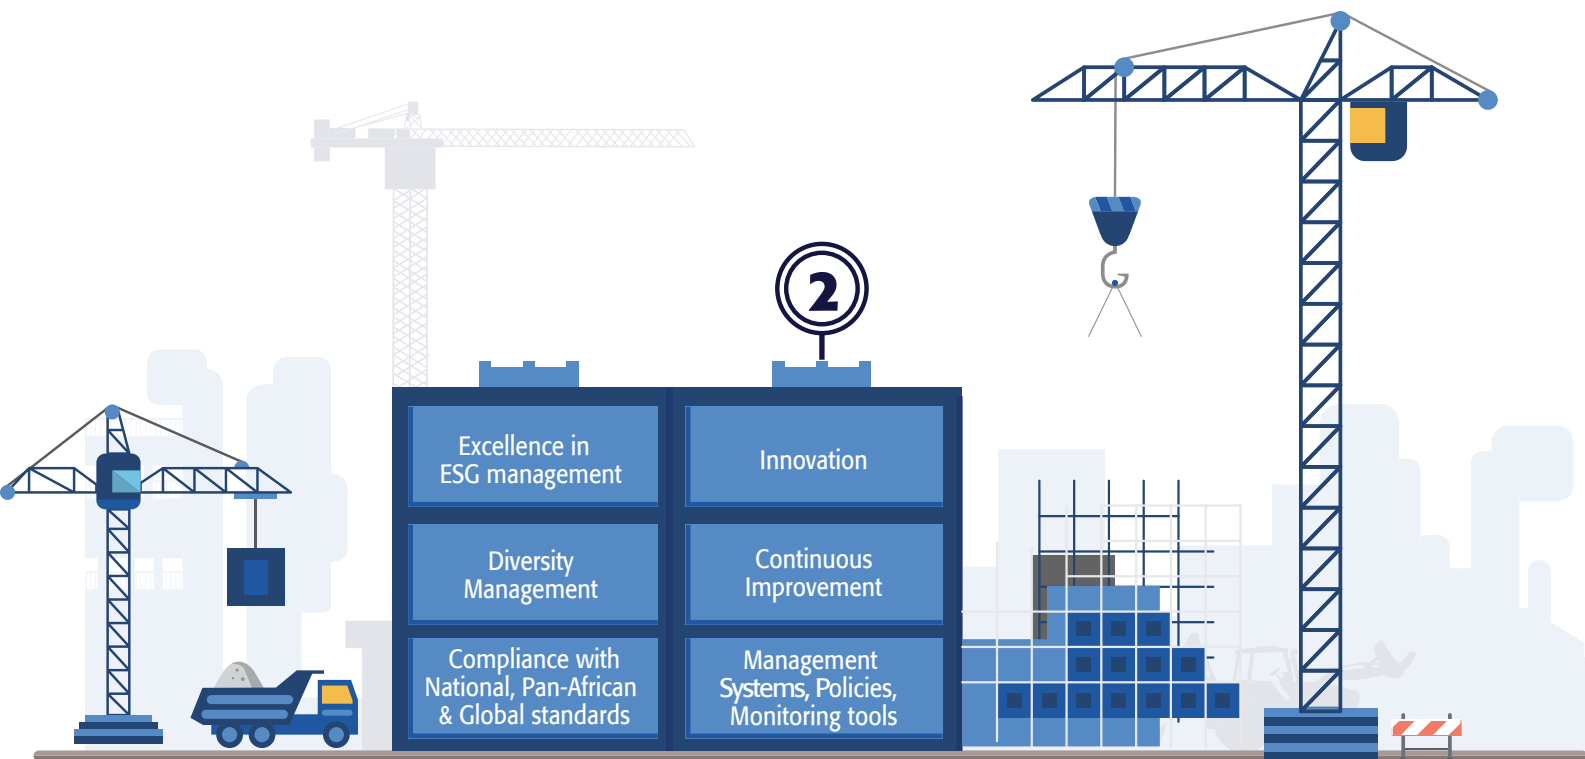 2
Excellence in
ESG management
Innovation
Diversity
Management
Continuous
Improvement
Compliance with
National, Pan-African
& Global standards
Management
Systems, Policies,
Monitoring tools